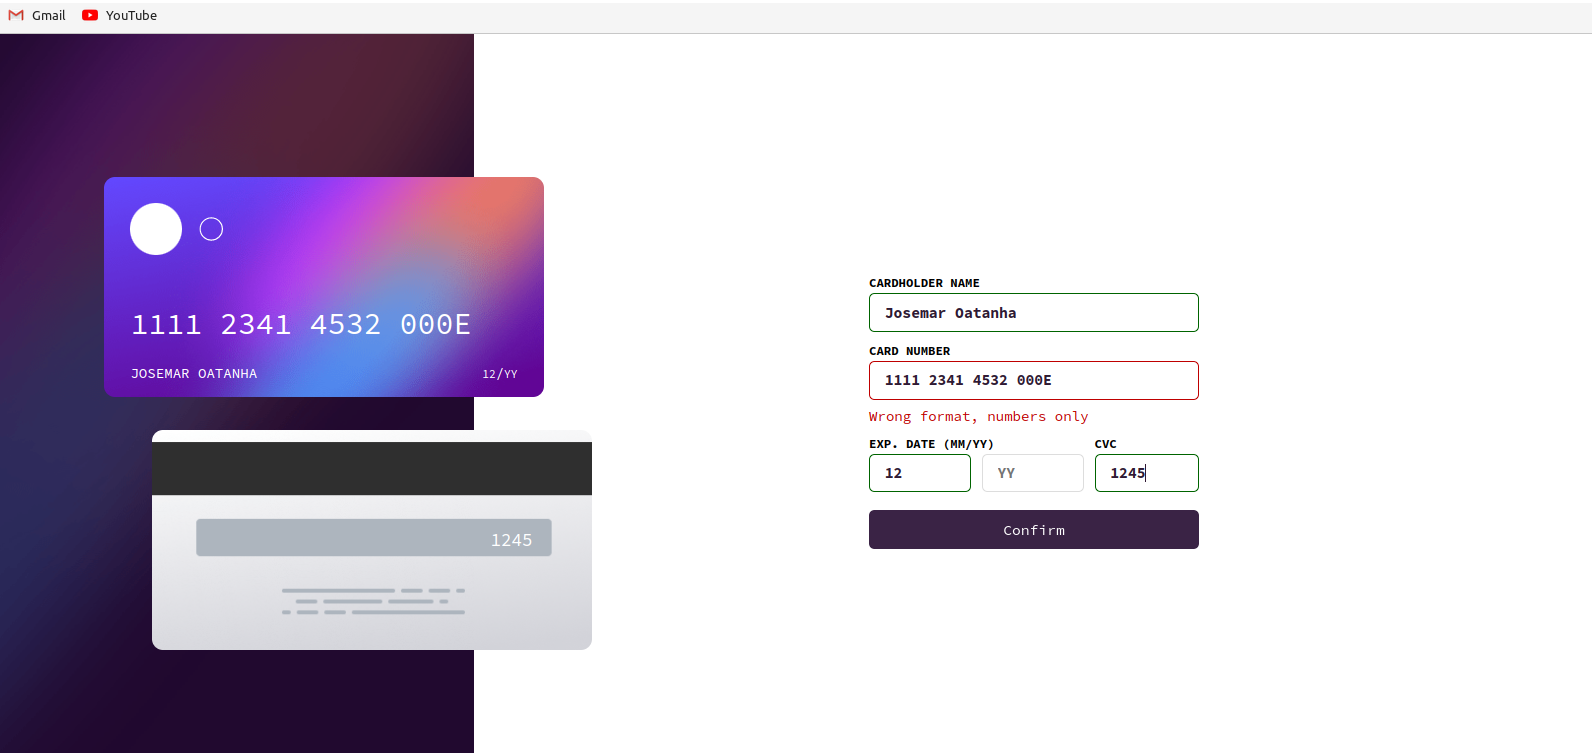 Gmail YouTube
1111 2341 4532 000E
JOSEMAR OATANHA 12/YY
1245
CARDHOLDER NAME
Josemar Oatanha
CARD NUMBER
1111 2341 4532 000E
Wrong format, numbers only
EXP. DATE (MM/YY) CVC
12 YY 1245
Confirm